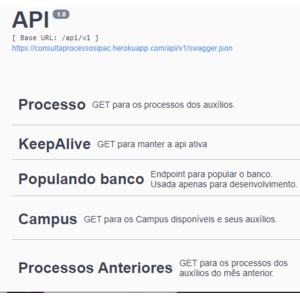 API 1.0
[ Base URL: /api/v1 ]
https://consultaprocessosipac.herokuapp.com/api/v1/swagger.json
Processo GET para os processos dos auxílios.
KeepAlive GET para manter a api ativa
Populando banco Endpoint para popular o banco.
Usada apenas para desenvolvimento.
Campus GET para os Campus disponíveis e seus auxílios.
Processos Anteriores GET para os processos dos
auxílios do mês anterior.